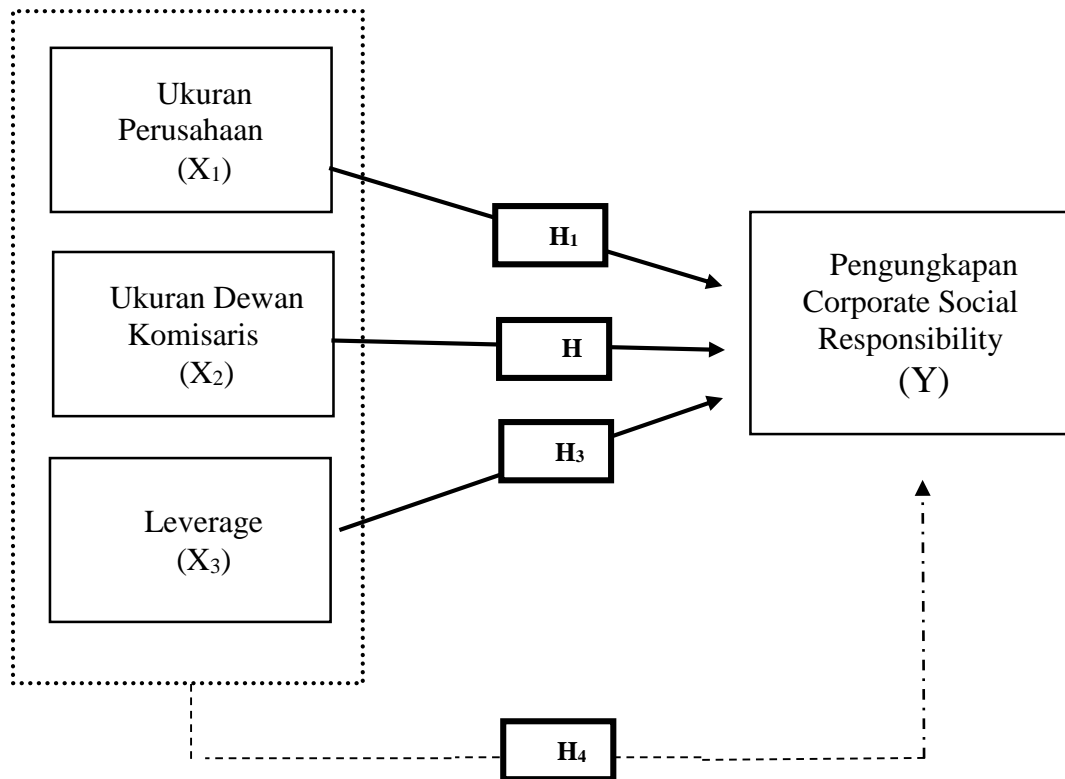 Ukuran
Perusahaan
(X₁)
H₁
Ukuran Dewan
Komisaris
(X₂)
H
Pengungkapan
Corporate Social
Responsibility
(Y)
H₃
Leverage
(X₃)
H₄